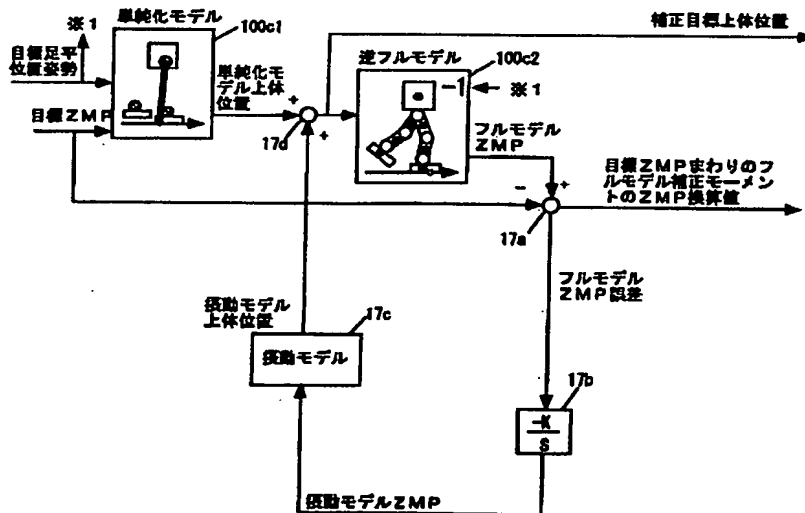 ※1
単純化モデル
100c1
補正目標上体位置
目標足平
位置姿勢
単純化モ
デル上体
位置
逆フルモデル
100c2
-1
※1
目標ZMP
+
+
17d
フルモデル
ZMP
目標ZMPまわりのフ
ルモデル補正モーメン
トのZMP換算値
-
+
17a
フルモデル
ZMP誤差
摂動モデル
上体位置
17c
摂動モデル
17b
-K
S
摂動モデルZMP